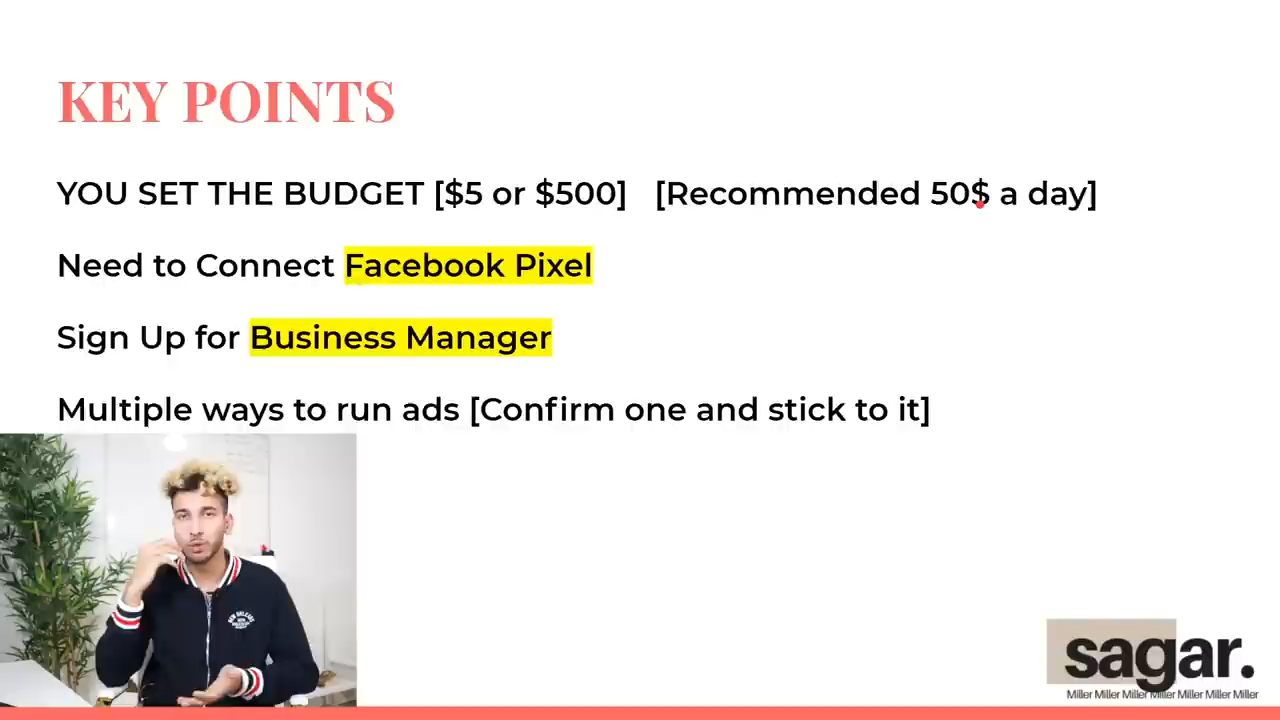 KEY POINTS
YOU SET THE BUDGET [$5 or $500] [Recommended 50$ a day]
Need to Connect Facebook Pixel
Sign Up for Business Manager
Multiple ways to run ads [Confirm one and stick to it]
NEW ORLEANS
sagar.
Miller Miller Miller Miller Miller Miller Miller